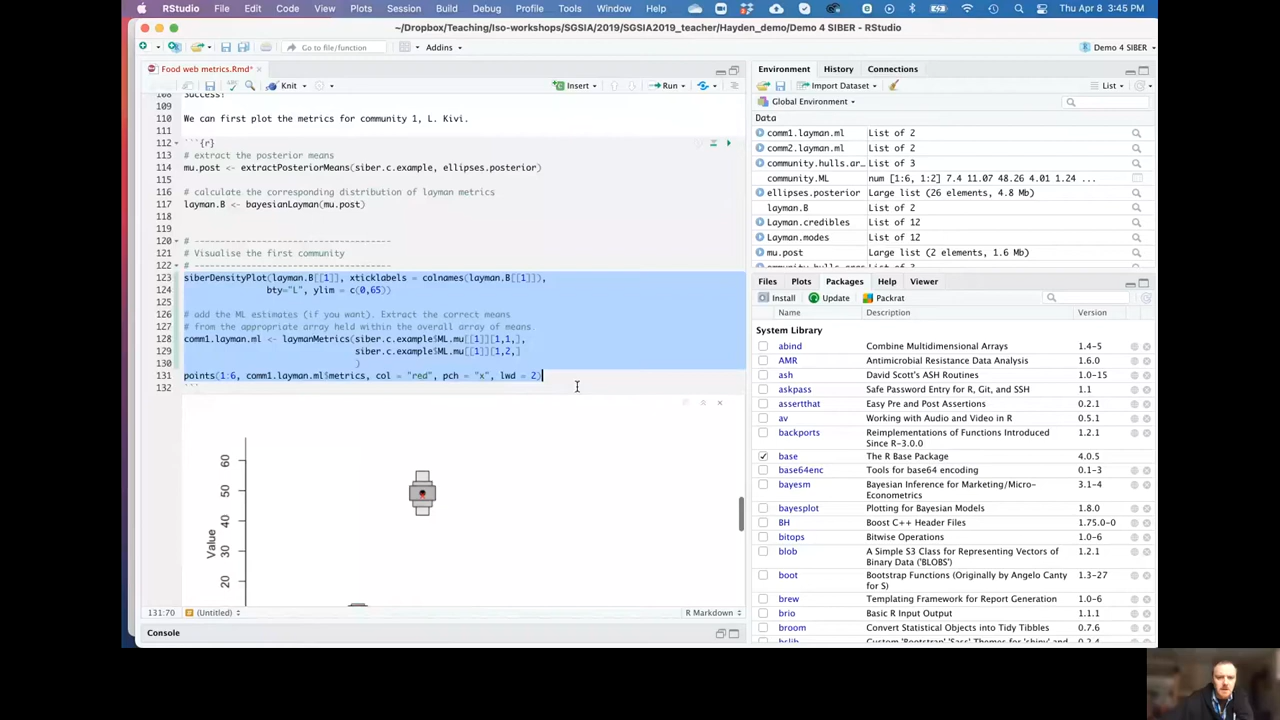 RStudio File Edit Code View Plots Session Build Debug Profile Tools Window Help Thu Apr 8 3:45 PM
~/Dropbox/Teaching/Iso-workshops/SGSIA/2019/SGSIA2019_teacher/Hayden_demo/Demo 4 SIBER - RStudio
Go to file/function Addins Demo 4 SIBER
Food web metrics.Rmd*
Knit Insert Run
108 Success!
109
110 We can first plot the metrics for community 1, L. Kivi.
111
112 ```{r}
113 # extract the posterior means
114 mu.post <- extractPosteriorMeans(siber.c.example, ellipses.posterior)
115
116 # calculate the corresponding distribution of layman metrics
117 layman.B <- bayesianLayman(mu.post)
118
119
120 # --------------------------------------
121 # Visualise the first community
122 # --------------------------------------
123 siberDensityPlot(layman.B[[1]], xticklabels = colnames(layman.B[[1]]),
124 bty="L", ylim = c(0,65))
125
126 # add the ML estimates (if you want). Extract the correct means
127 # from the appropriate array held within the overall array of means.
128 comm1.layman.ml <- laymanMetrics(siber.c.example$ML.mu[[1]][1,1,],
129 siber.c.example$ML.mu[[1]][1,2,]
130 )
131 points(1:6, comm1.layman.ml$metrics, col = "red", pch = "x", lwd = 2)
132 ```
Value
60
50
40
30
20
131:70 (Untitled) R Markdown
Console
Environment History Connections
Import Dataset List
Global Environment
Data
comm1.layman.ml List of 2
comm2.layman.ml List of 2
community.hulls.ar… List of 3
community.ML num [1:6, 1:2] 7.4 11.07 48.26 4.01 1.24 ...
ellipses.posterior Large list (26 elements, 4.8 Mb)
layman.B List of 2
Layman.credibles List of 12
Layman.modes List of 12
mu.post Large list (2 elements, 1.6 Mb)
Files Plots Packages Help Viewer
Install Update Packrat
Name Description Version
System Library
abind Combine Multidimensional Arrays 1.4-5
AMR Antimicrobial Resistance Data Analysis 1.6.0
ash David Scott's ASH Routines 1.0-15
askpass Safe Password Entry for R, Git, and SSH 1.1
assertthat Easy Pre and Post Assertions 0.2.1
av Working with Audio and Video in R 0.5.1
backports Reimplementations of Functions Introduced Since R-3.0.0 1.2.1
base The R Base Package 4.0.5
base64enc Tools for base64 encoding 0.1-3
bayesm Bayesian Inference for Marketing/Micro-Econometrics 3.1-4
bayesplot Plotting for Bayesian Models 1.8.0
BH Boost C++ Header Files 1.75.0-0
bitops Bitwise Operations 1.0-6
blob A Simple S3 Class for Representing Vectors of Binary Data ('BLOBS') 1.2.1
boot Bootstrap Functions (Originally by Angelo Canty for S) 1.3-27
brew Templating Framework for Report Generation 1.0-6
brio Basic R Input Output 1.1.1
broom Convert Statistical Objects into Tidy Tibbles 0.7.6